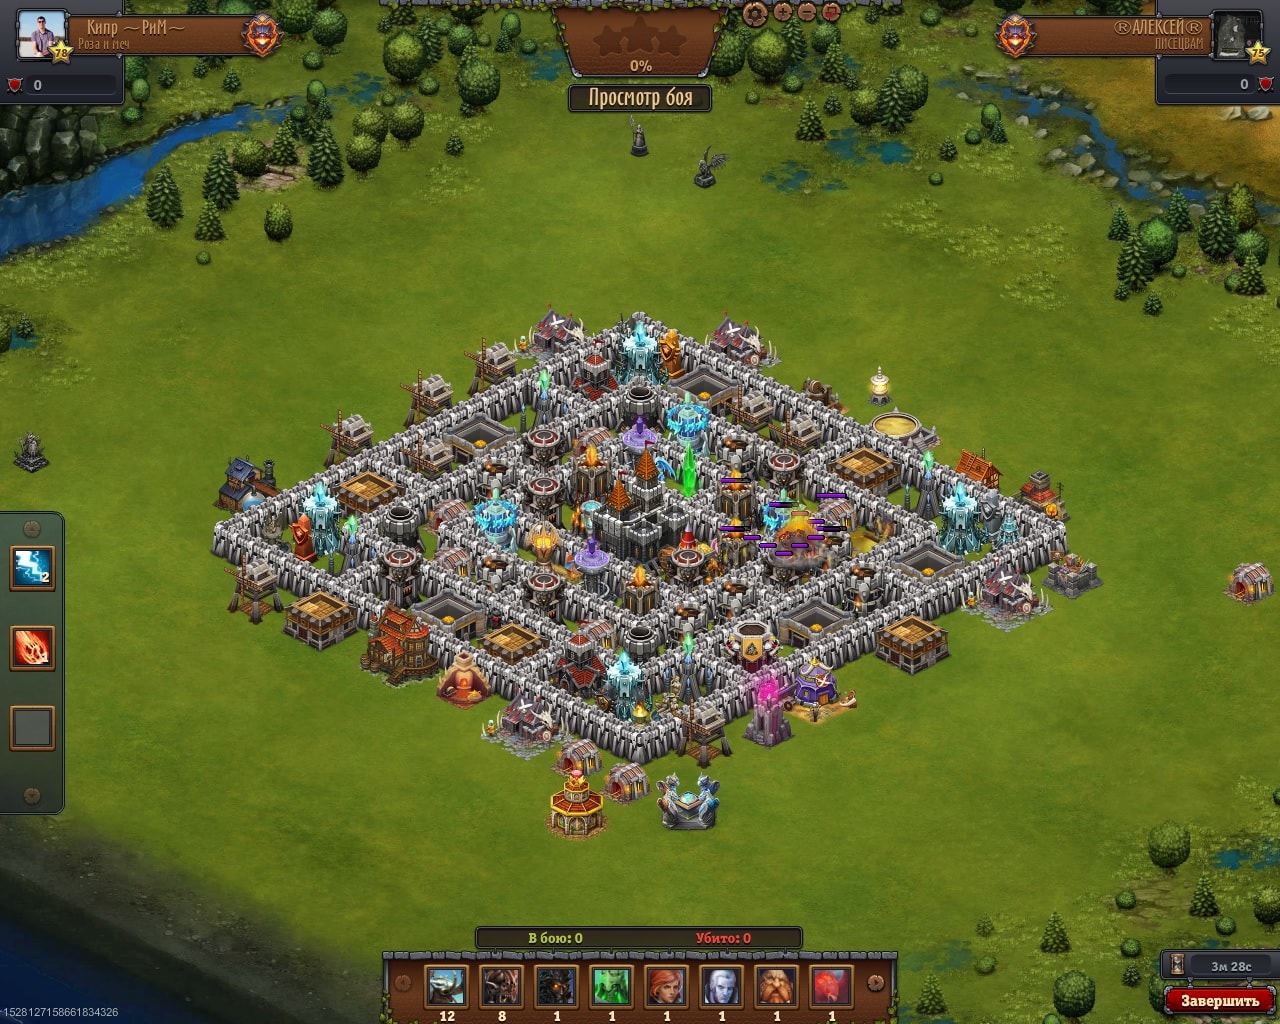 Кипр ~РиМ~
Роза и меч
78
0
0%
Просмотр боя
®АЛЕКСЕЙ®
ПИСЕЦВАМ
75
0
2
В бою: 0
Убито: 0
12
8
1
1
1
1
1
1
3м 28с
Завершить
1528127158661834326